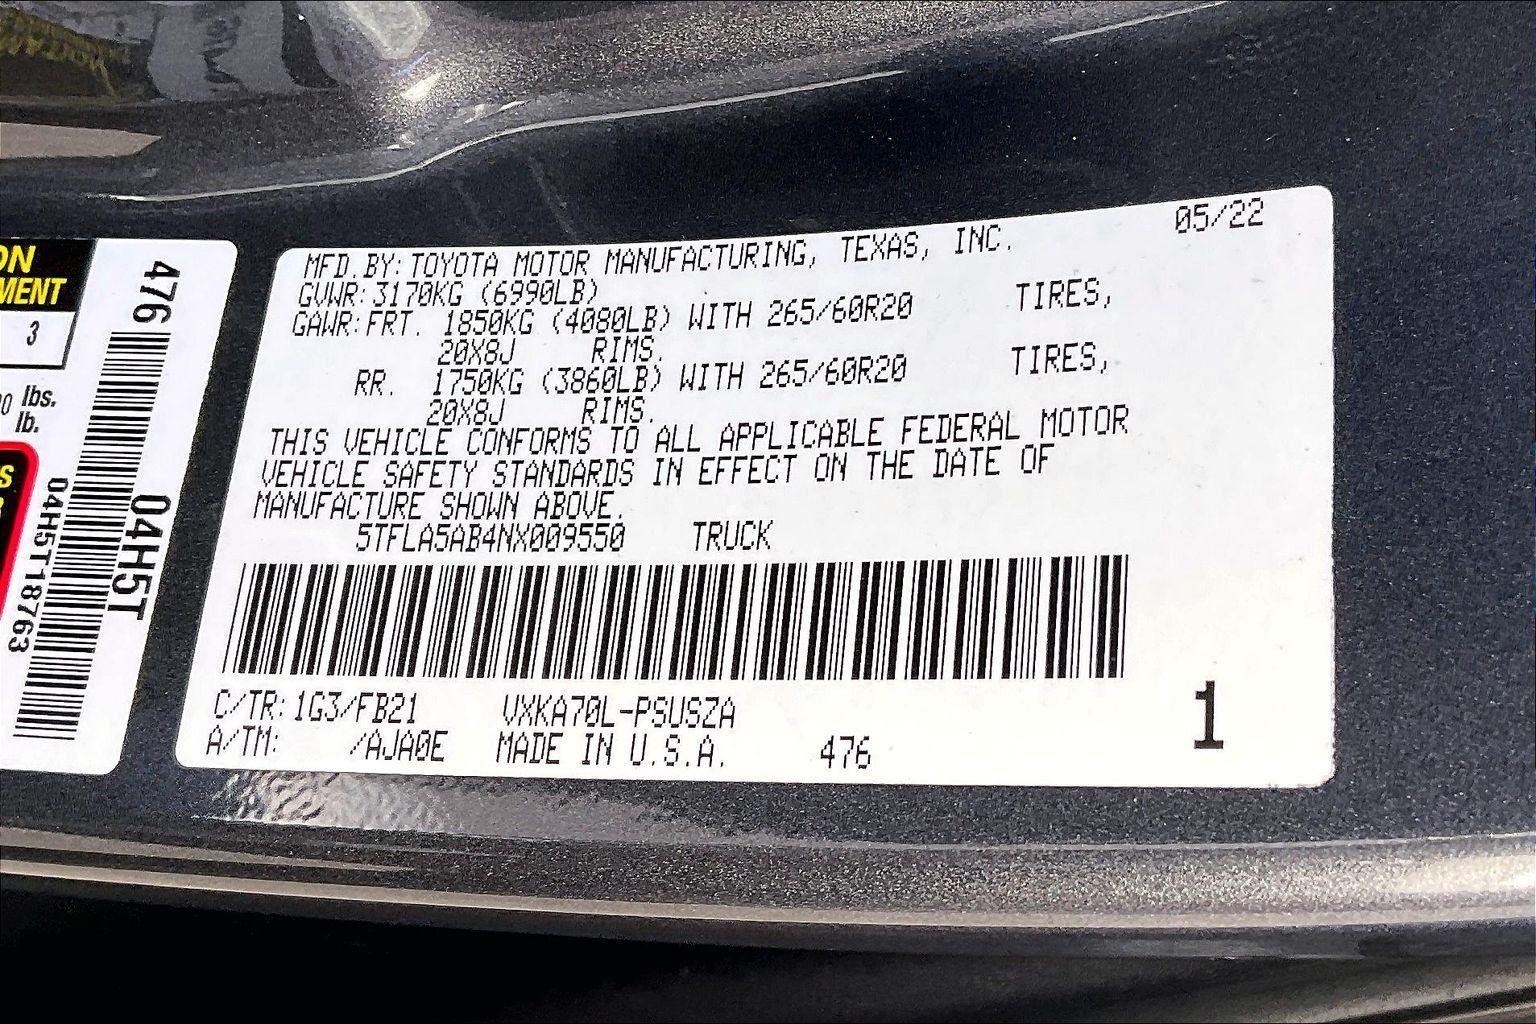 ON
MENT
3
lbs.
lb.
S
476
04H5T
04H5T18763
05/22
MFD.BY:TOYOTA MOTOR MANUFACTURING, TEXAS, INC.
GVWR:3170KG (6990LB)
GAWR:FRT. 1850KG (4080LB) WITH 265/60R20 TIRES,
20X8J RIMS.
RR. 1750KG (3860LB) WITH 265/60R20 TIRES,
20X8J RIMS.
THIS VEHICLE CONFORMS TO ALL APPLICABLE FEDERAL MOTOR
VEHICLE SAFETY STANDARDS IN EFFECT ON THE DATE OF
MANUFACTURE SHOWN ABOVE.
5TFLA5AB4NX009550 TRUCK
C/TR:1G3/FB21 VXKA70L-PSUSZA
A/TM: /AJA0E MADE IN U.S.A. 476
1